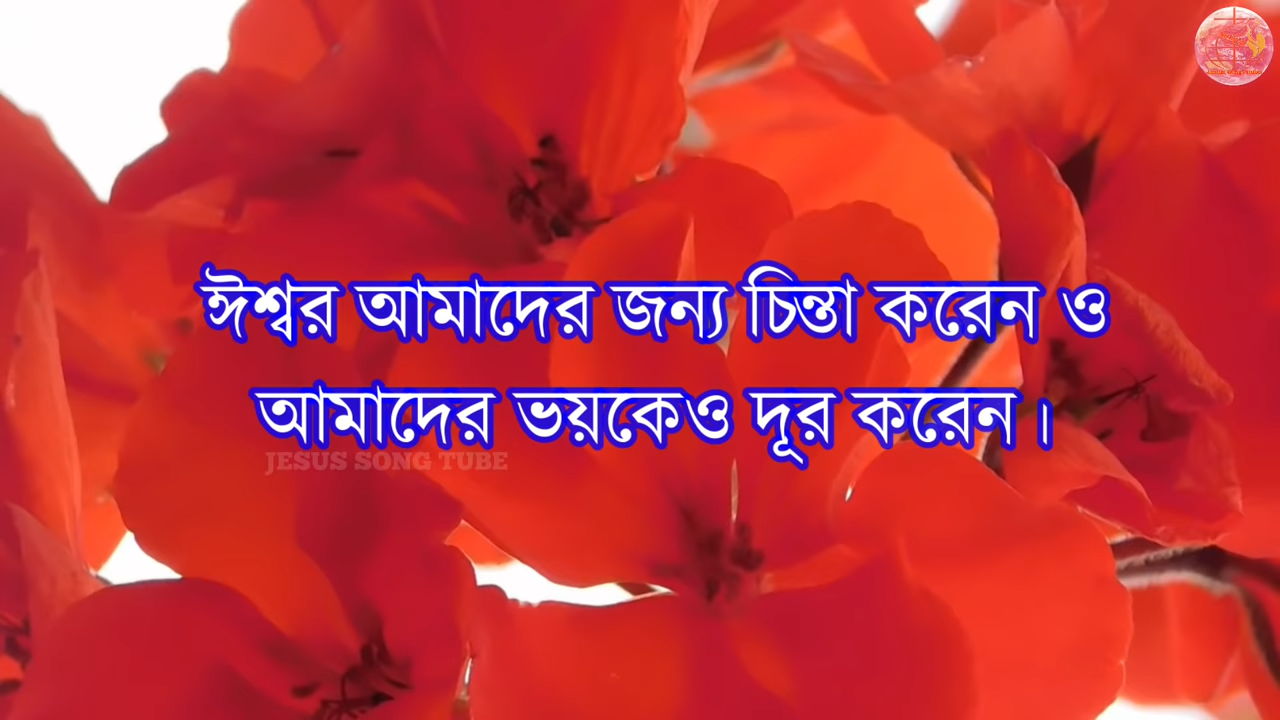 ঈশ্বর আমাদের জন্য চিন্তা করেন ও
আমাদের ভয়কেও দূর করেন।
JESUS SONG TUBE